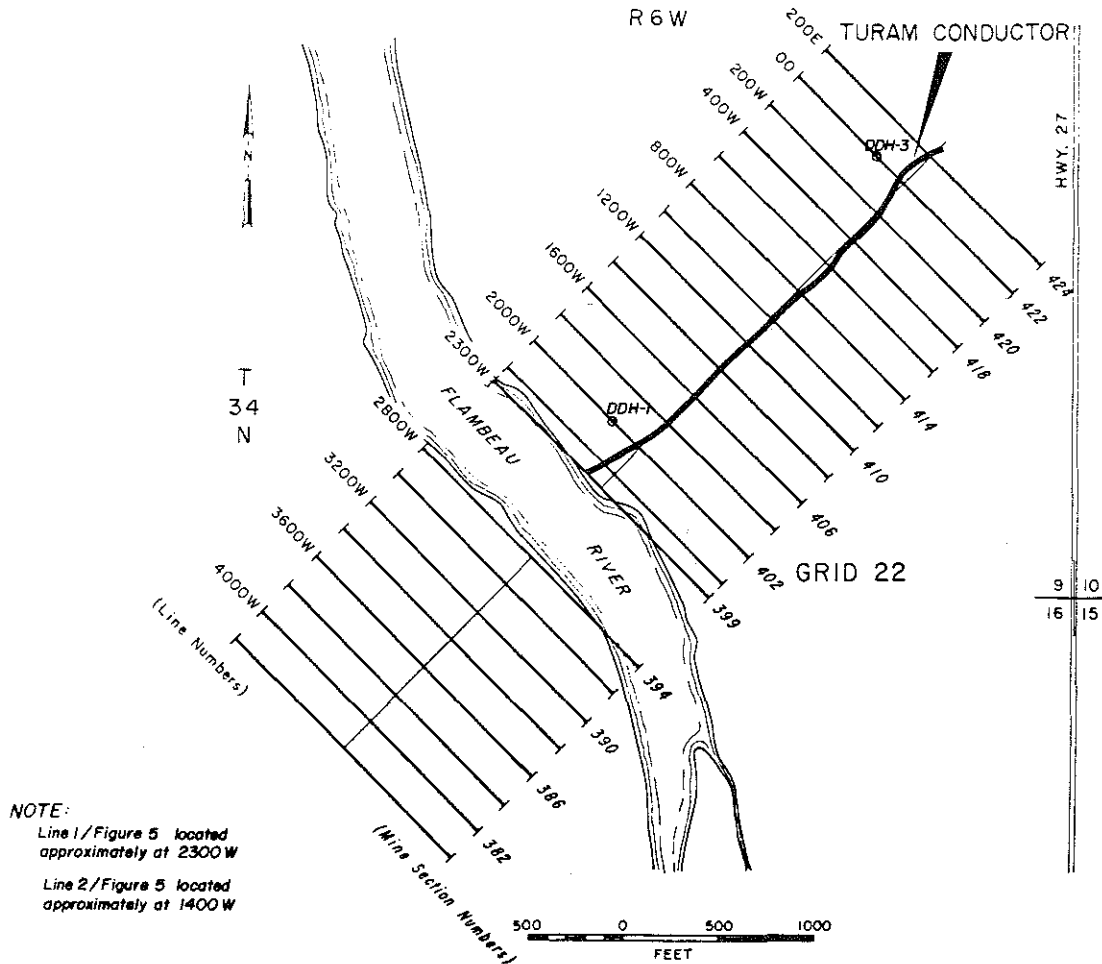 R 6 W
TURAM CONDUCTOR
200E
00
200W
400W
800W
1200W
1600W
2000W
2300W
2800W
3200W
3600W
4000W
(Line Numbers)
HWY. 27
N
T
34
N
DDH-3
DDH-1
FLAMBEAU
RIVER
424
422
420
418
414
410
406
402
399
394
390
386
382
(Mine Section Numbers)
GRID 22
9 10
16 15
NOTE:
Line 1/Figure 5 located
approximately at 2300 W
Line 2/Figure 5 located
approximately at 1400 W
500 0 500 1000
FEET